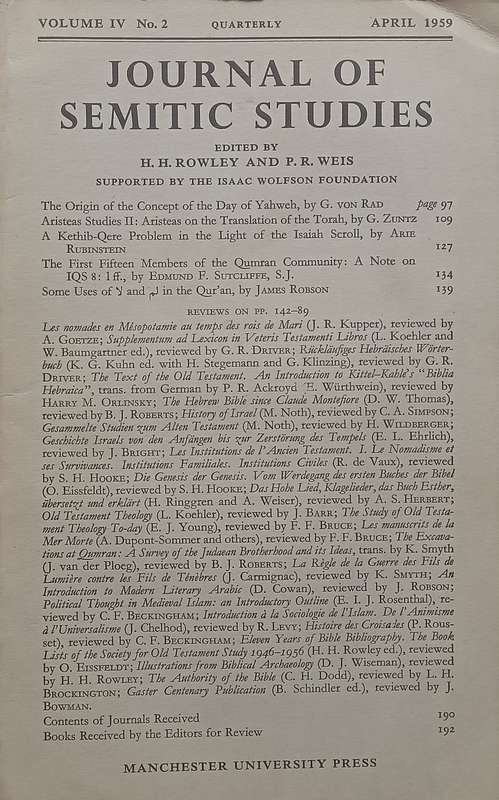 VOLUME IV No. 2 QUARTERLY APRIL 1959
JOURNAL OF
SEMITIC STUDIES
EDITED BY
H. H. ROWLEY AND P. R. WEIS
SUPPORTED BY THE ISAAC WOLFSON FOUNDATION
The Origin of the Concept of the Day of Yahweh, by G. VON RAD page 97
Aristeas Studies II: Aristeas on the Translation of the Torah, by G. ZUNTZ 109
A Kethib-Qere Problem in the Light of the Isaiah Scroll, by ARIE
RUBINSTEIN 127
The First Fifteen Members of the Qumran Community: A Note on
IQS 8: 1 ff., by EDMUND F. SUTCLIFFE, S.J. 134
Some Uses of and in the Qur'an, by JAMES ROBSON 139
REVIEWS ON PP. 142–89
Les nomades en Mésopotamie au temps des rois de Mari (J. R. Kupper), reviewed by
A. GOETZE; Supplementum ad Lexicon in Veteris Testamenti Libros (L. Koehler and
W. Baumgartner ed.), reviewed by G. R. DRIVER; Rückläufiges Hebräisches Wörter-
buch (K. G. Kuhn ed. with H. Stegemann and G. Klinzing), reviewed by G. R.
DRIVER; The Text of the Old Testament. An Introduction to Kittel–Kahle's "Biblia
Hebraica", trans. from German by P. R. Ackroyd E. Würthwein), reviewed by
HARRY M. ORLINSKY; The Hebrew Bible since Claude Montefiore (D. W. Thomas),
reviewed by B. J. ROBERTS; History of Israel (M. Noth), reviewed by C. A. SIMPSON;
Gesammelte Studien zum Alten Testament (M. Noth), reviewed by H. WILDBERGER;
Geschichte Israels von den Anfängen bis zur Zerstörung des Tempels (E. L. Ehrlich),
reviewed by J. BRIGHT; Les Institutions de l'Ancien Testament. I. Le Nomadisme et
ses Survivances. Institutions Familiales. Institutions Civiles (R. de Vaux), reviewed
by S. H. HOOKE; Die Genesis der Genesis. Vom Werdegang des ersten Buches der Bibel
(O. Eissfeldt), reviewed by S. H. HOOKE; Das Hohe Lied, Klagelieder, das Buch Esther,
übersetzt und erklärt (H. Ringgren and A. Weiser), reviewed by A. S. HERBERT;
Old Testament Theology (L. Koehler), reviewed by J. BARR; The Study of Old Testa-
ment Theology To-day (E. J. Young), reviewed by F. F. BRUCE; Les manuscrits de la
Mer Morte (A. Dupont-Sommer and others), reviewed by F. F. BRUCE; The Excava-
tions at Qumran: A Survey of the Judaean Brotherhood and its Ideas, trans. by K. Smyth
(J. van der Ploeg), reviewed by B. J. ROBERTS; La Règle de la Guerre des Fils de
Lumière contre les Fils de Ténèbres (J. Carmignac), reviewed by K. SMYTH; An
Introduction to Modern Literary Arabic (D. Cowan), reviewed by J. ROBSON;
Political Thought in Medieval Islam: an Introductory Outline (E. I. J. Rosenthal), re-
viewed by C. F. BECKINGHAM; Introduction à la Sociologie de l'Islam. De l'Animisme
à l'Universalisme (J. Chelhod), reviewed by R. LEVY; Histoire des Croisades (P. Rous-
set), reviewed by C. F. BECKINGHAM; Eleven Years of Bible Bibliography. The Book
Lists of the Society for Old Testament Study 1946–1956 (H. H. Rowley ed.), reviewed
by O. EISSFELDT; Illustrations from Biblical Archaeology (D. J. Wiseman), reviewed
by H. H. ROWLEY; The Authority of the Bible (C. H. Dodd), reviewed by L. H.
BROCKINGTON; Gaster Centenary Publication (B. Schindler ed.), reviewed by J.
BOWMAN.
Contents of Journals Received 190
Books Received by the Editors for Review 192
MANCHESTER UNIVERSITY PRESS